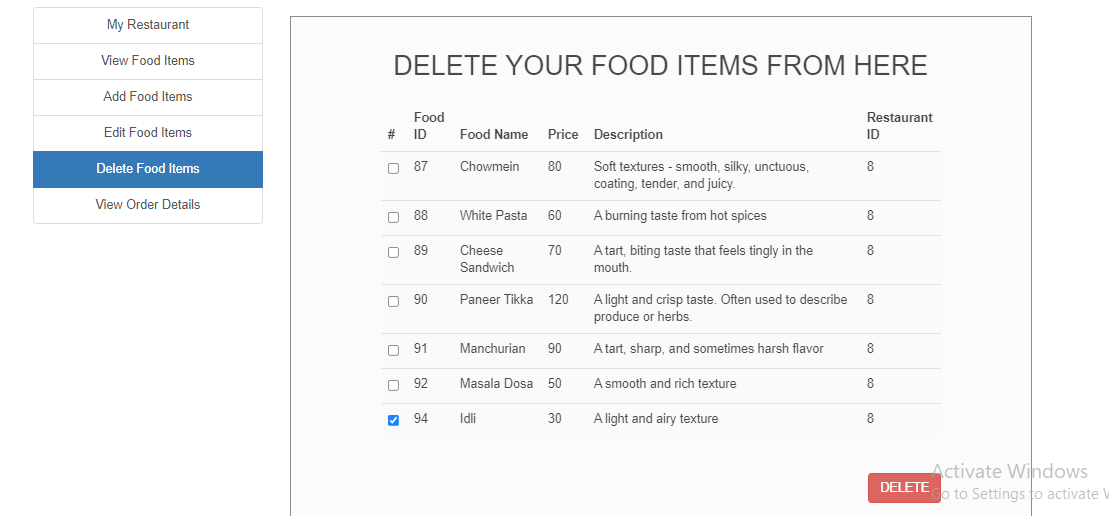 My Restaurant
View Food Items
Add Food Items
Edit Food Items
Delete Food Items
View Order Details
DELETE YOUR FOOD ITEMS FROM HERE
# Food ID Food Name Price Description Restaurant ID
87 Chowmein 80 Soft textures - smooth, silky, unctuous,
coating, tender, and juicy. 8
88 White Pasta 60 A burning taste from hot spices 8
89 Cheese Sandwich 70 A tart, biting taste that feels tingly in the
mouth. 8
90 Paneer Tikka 120 A light and crisp taste. Often used to describe
produce or herbs. 8
91 Manchurian 90 A tart, sharp, and sometimes harsh flavor 8
92 Masala Dosa 50 A smooth and rich texture 8
94 Idli 30 A light and airy texture 8
DELETE
Activate Windows
Go to Settings to activate W